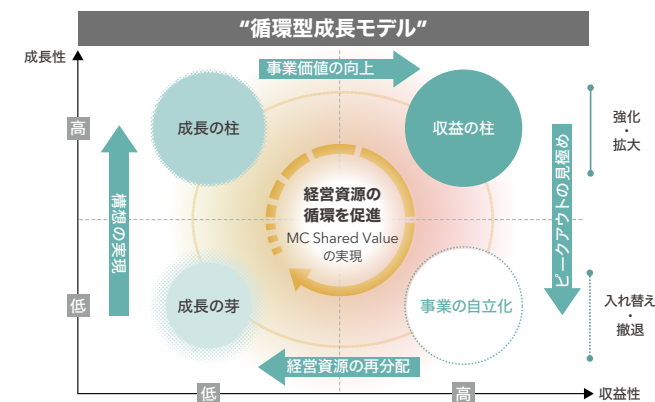 “循環型成長モデル”
成長性
事業価値の向上
高
成長の柱
収益の柱
強化
・
拡大
構想の実現
経営資源の
循環を促進
MC Shared Value
の実現
ピークアウトの見極め
低
成長の芽
事業の自立化
入れ替え
・
撤退
経営資源の再分配
低
高
収益性